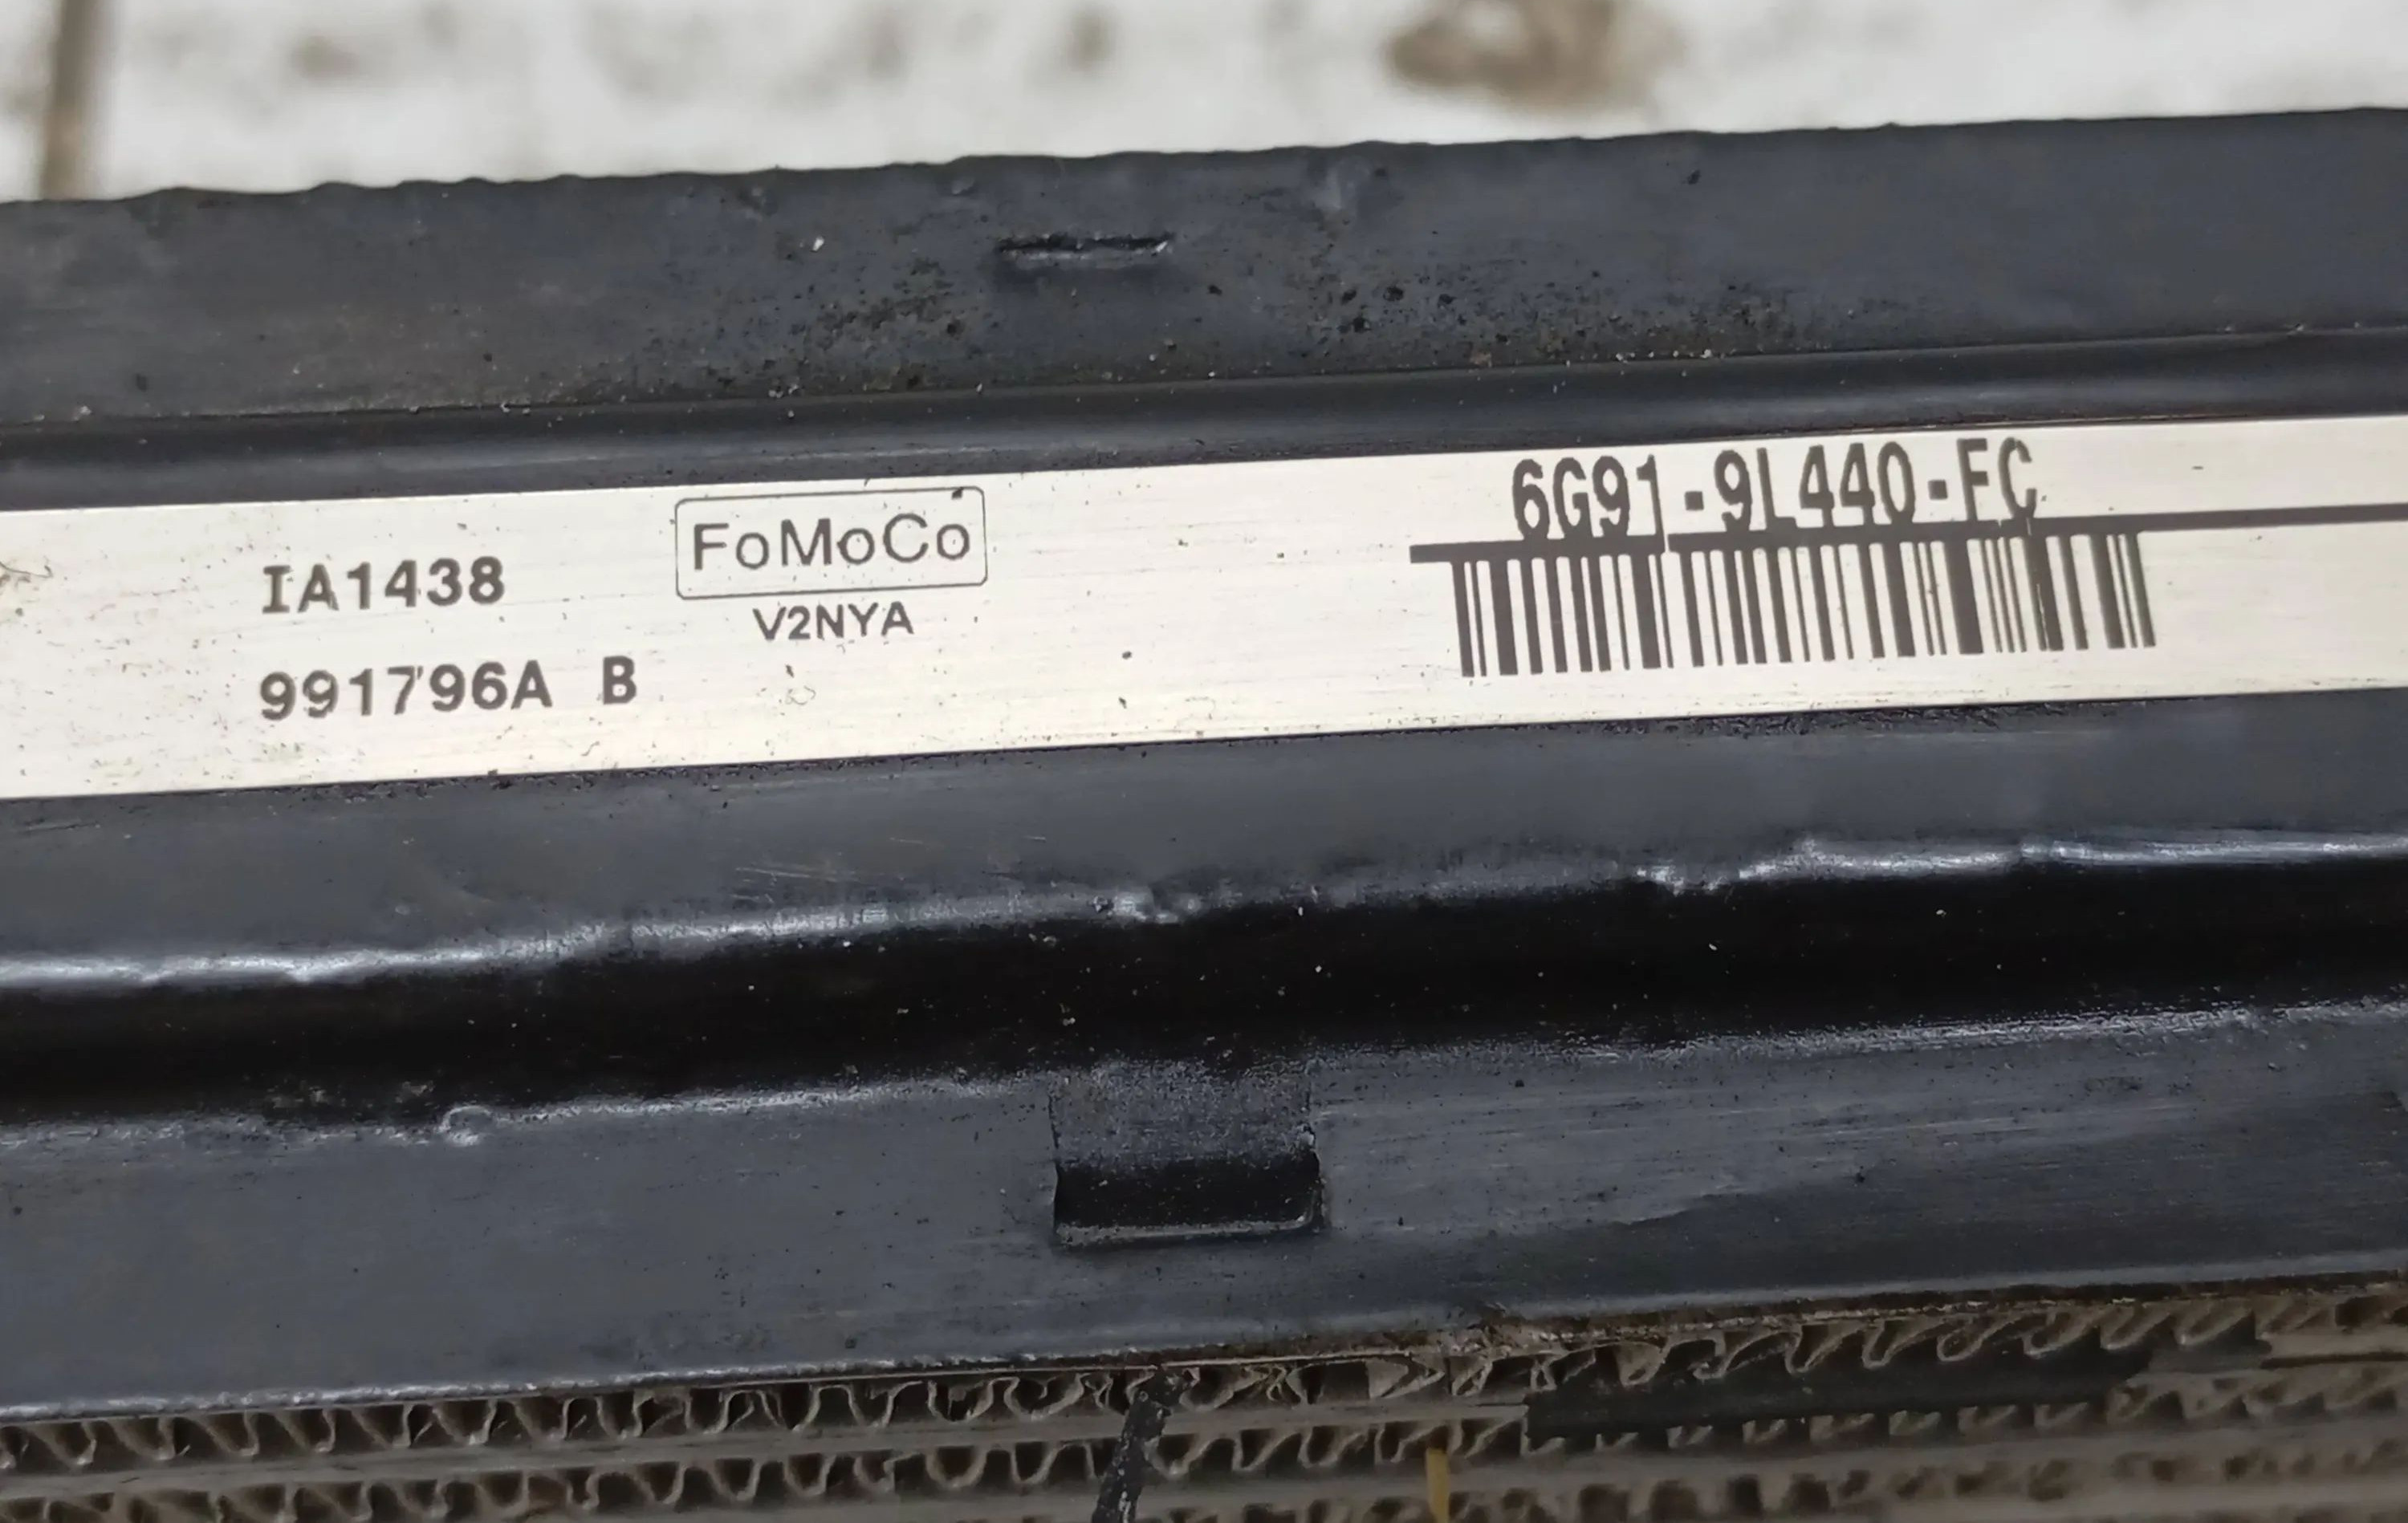 IA1438
991796A B
FoMoCo
V2NYA
6G91-9L440-FC